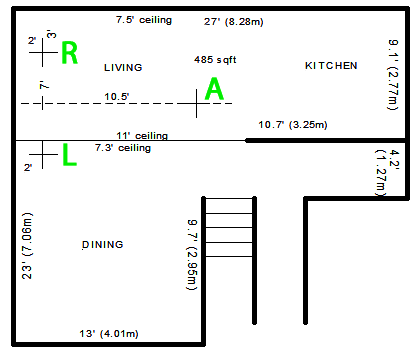 7.5' ceiling
27' (8.28m)
2'
3'
R
LIVING
485 sqft
KITCHEN
9.1' (2.77m)
7'
10.5'
A
10.7' (3.25m)
11' ceiling
7.3' ceiling
2'
L
4.2'
(1.27m)
23' (7.06m)
DINING
9.7' (2.95m)
13' (4.01m)